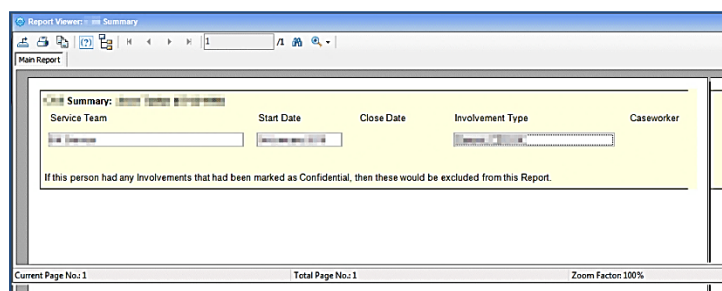 Report Viewer: Summary
1 /1
Main Report
Summary:
Service Team Start Date Close Date Involvement Type Caseworker
If this person had any Involvements that had been marked as Confidential, then these would be excluded from this Report.
Current Page No.: 1 Total Page No.: 1 Zoom Factor: 100%